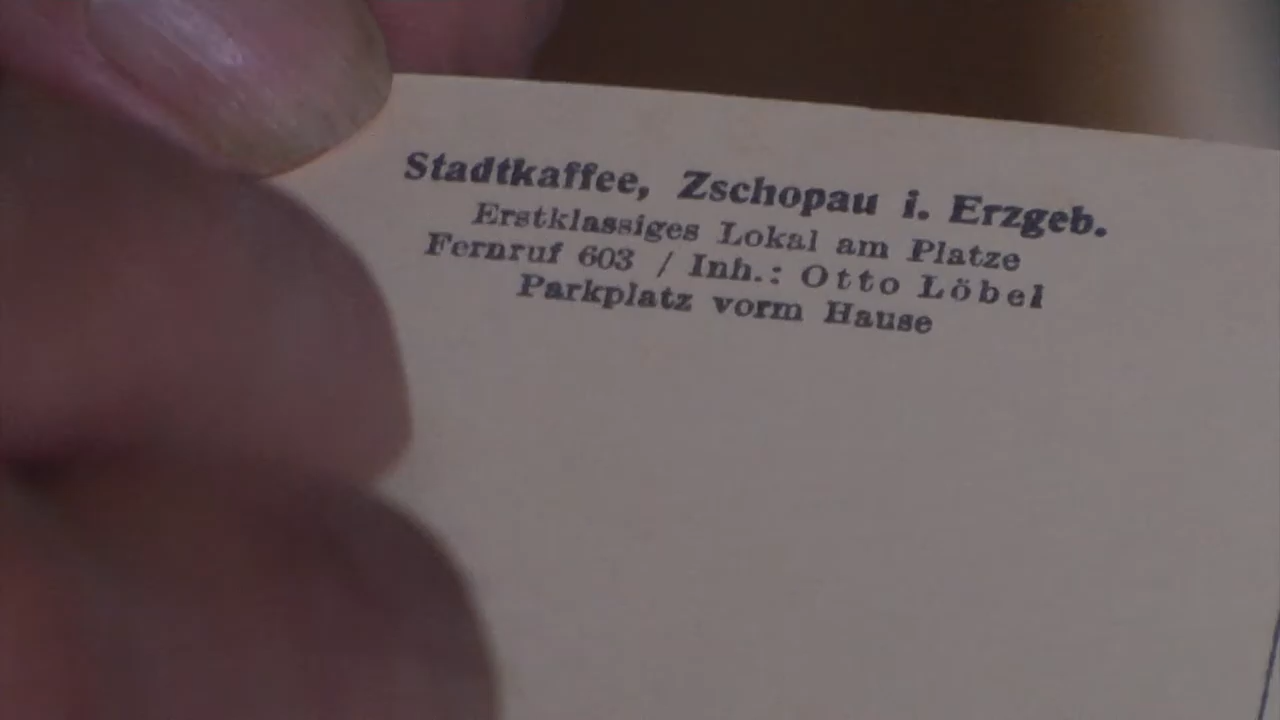 Stadtkaffee, Zschopau i. Erzgeb.
Erstklassiges Lokal am Platze
Fernruf 603 / Inh.: Otto Löbel
Parkplatz vorm Hause